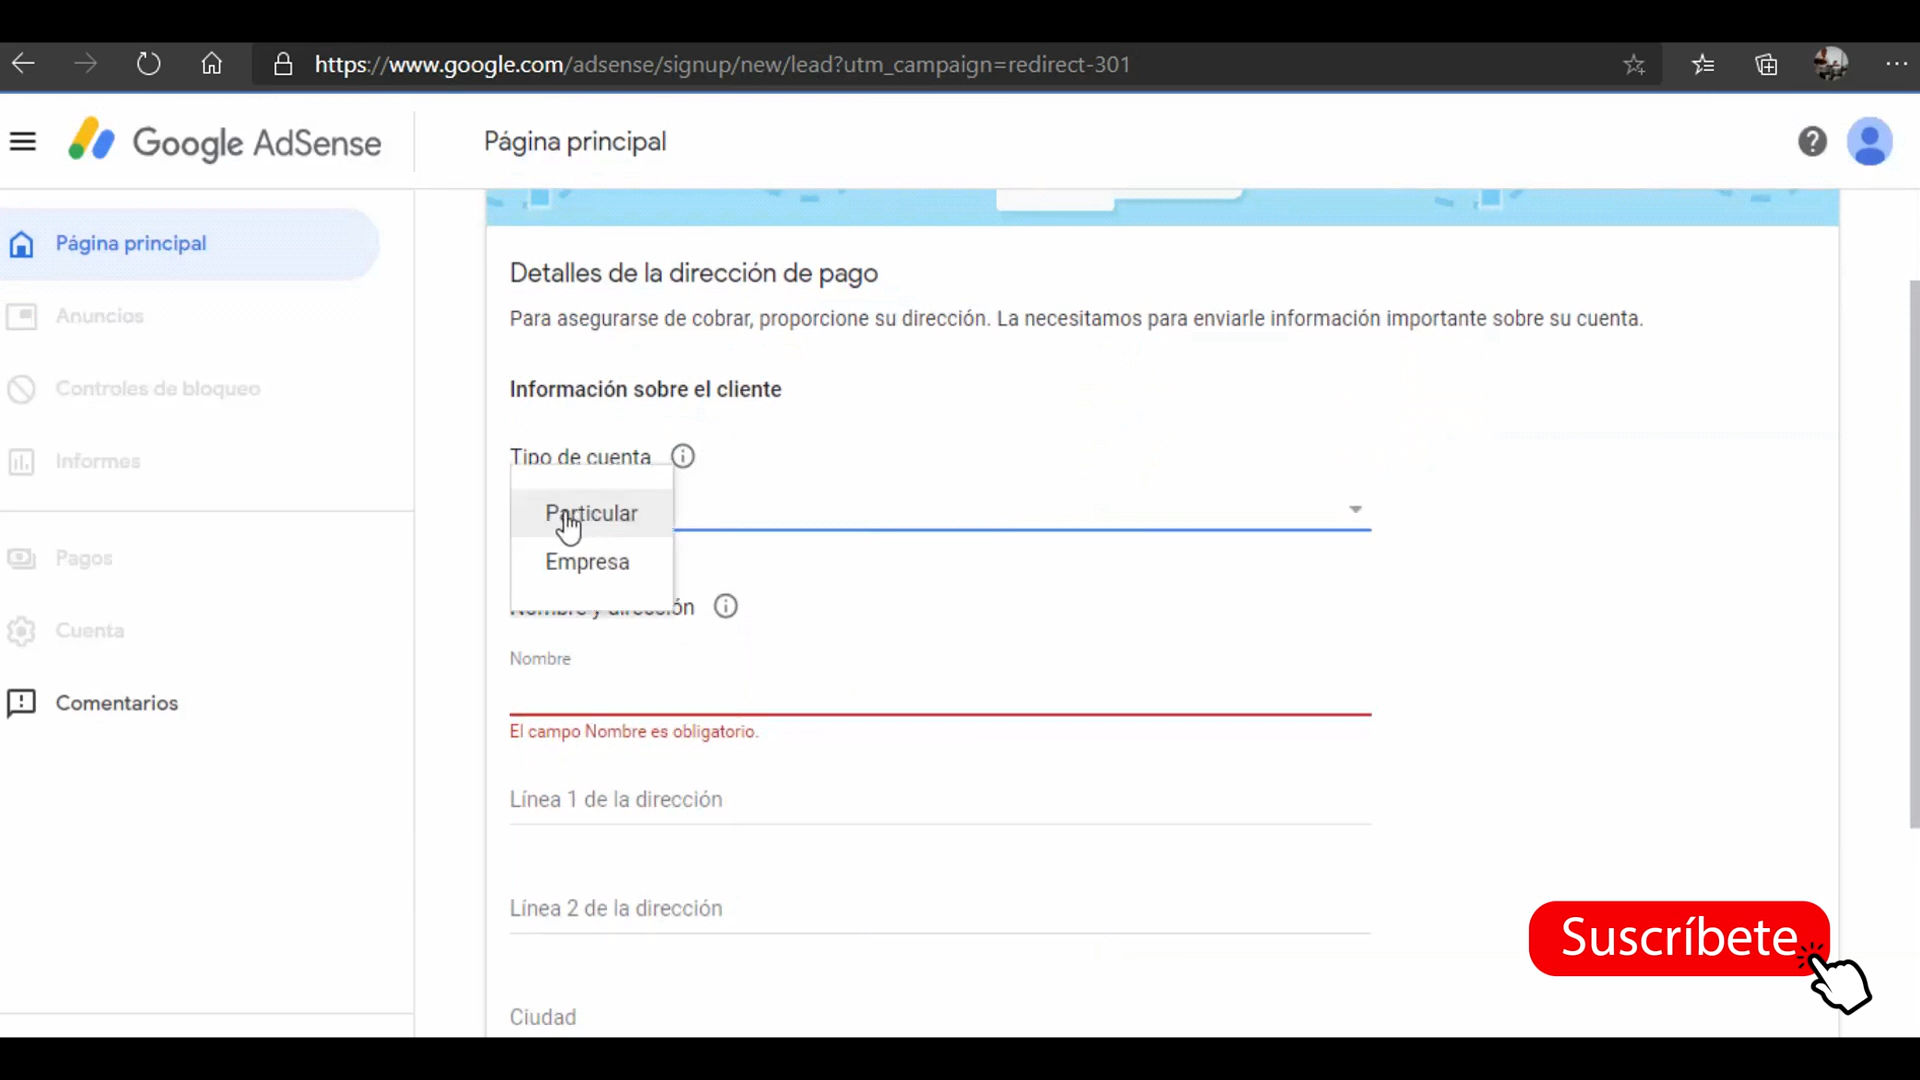 https://www.google.com/adsense/signup/new/lead?utm_campaign=redirect-301
Google AdSense
Página principal
Página principal
Anuncios
Controles de bloqueo
Informes
Pagos
Cuenta
Comentarios
Detalles de la dirección de pago
Para asegurarse de cobrar, proporcione su dirección. La necesitamos para enviarle información importante sobre su cuenta.
Información sobre el cliente
Tipo de cuenta
Particular
Empresa
Nombre y dirección
Nombre
El campo Nombre es obligatorio.
Línea 1 de la dirección
Línea 2 de la dirección
Ciudad
Suscríbete